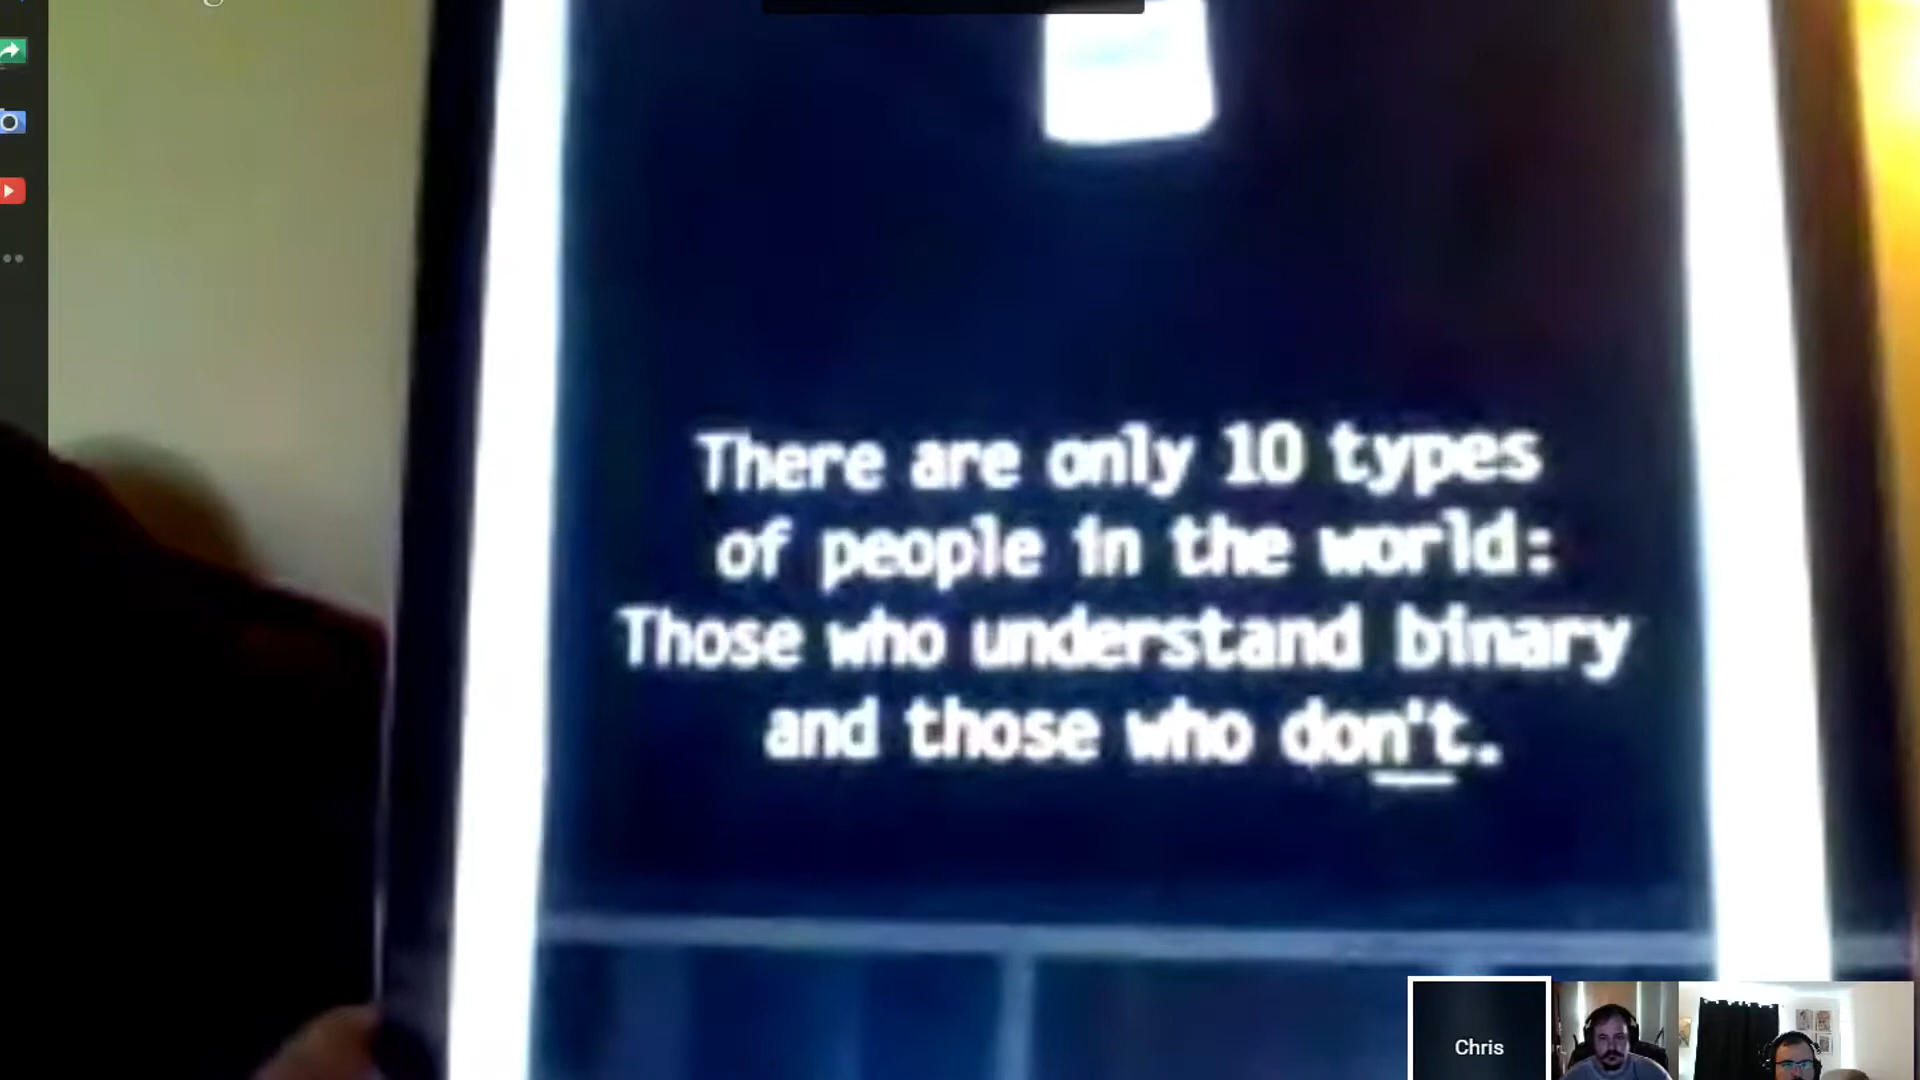 There are only 10 types
of people in the world:
Those who understand binary
and those who don't.
Chris